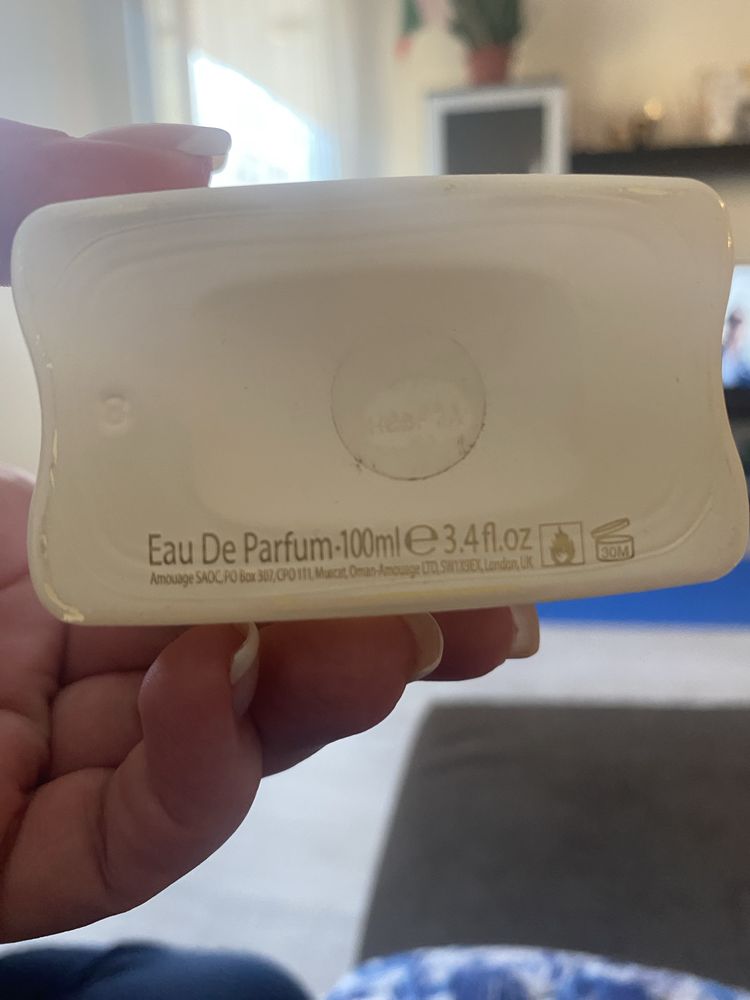 Eau De Parfum·100ml ℮ 3.4 fl.oz
30M
Amouage SAOC, PO Box 307, CPO 111, Muscat, Oman-Amouage LTD, SW1X9EX, London, UK